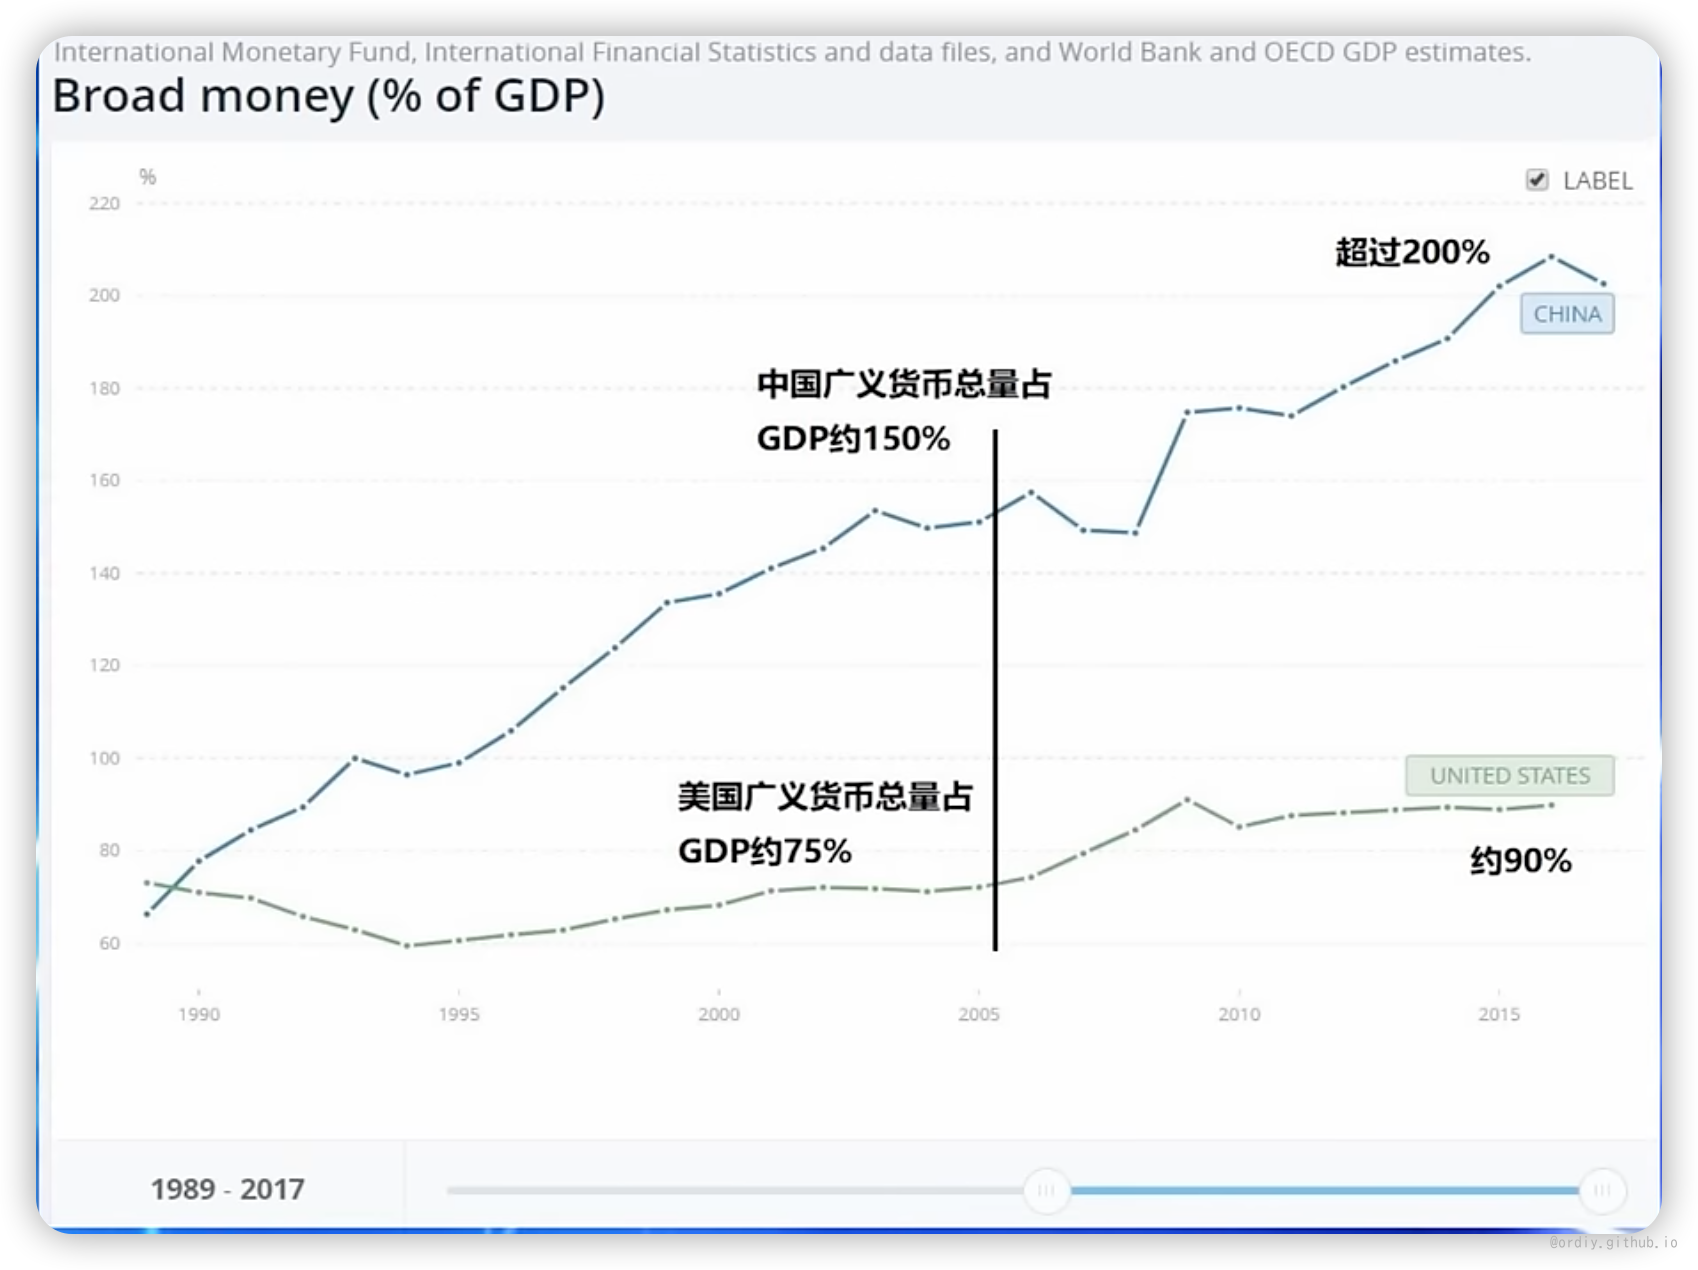 International Monetary Fund, International Financial Statistics and data files, and World Bank and OECD GDP estimates.
Broad money (% of GDP)
%
LABEL
220
超过200%
200
CHINA
180
中国广义货币总量占
GDP约150%
160
140
120
100
UNITED STATES
美国广义货币总量占
GDP约75%
80
约90%
60
1990
1995
2000
2005
2010
2015
1989 - 2017
@ordiy.github.io